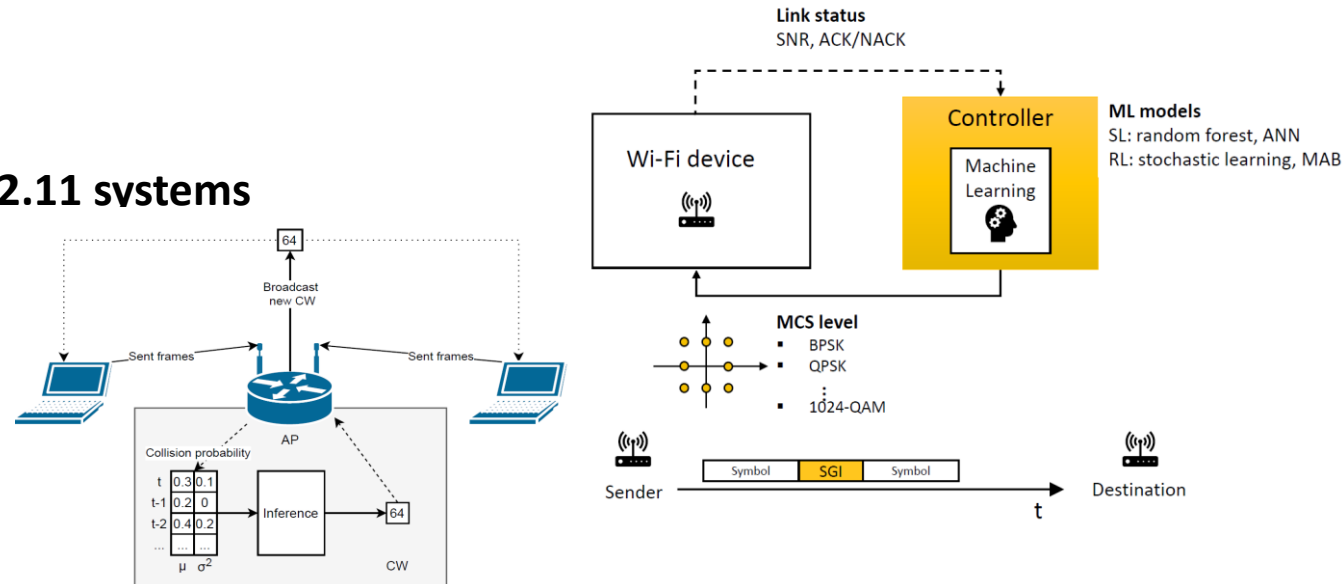 2.11 systems
64
Broadcast
new CW
Sent frames
Sent frames
AP
Collision probability
t 0.3 0.1
t-1 0.2 0
t-2 0.4 0.2
... ... ...
μ σ²
Inference
64
CW
Link status
SNR, ACK/NACK
Wi-Fi device
Controller
Machine
Learning
ML models
SL: random forest, ANN
RL: stochastic learning, MAB
MCS level
▪ BPSK
▪ QPSK
⋮
▪ 1024-QAM
Sender
Symbol SGI Symbol
t
Destination